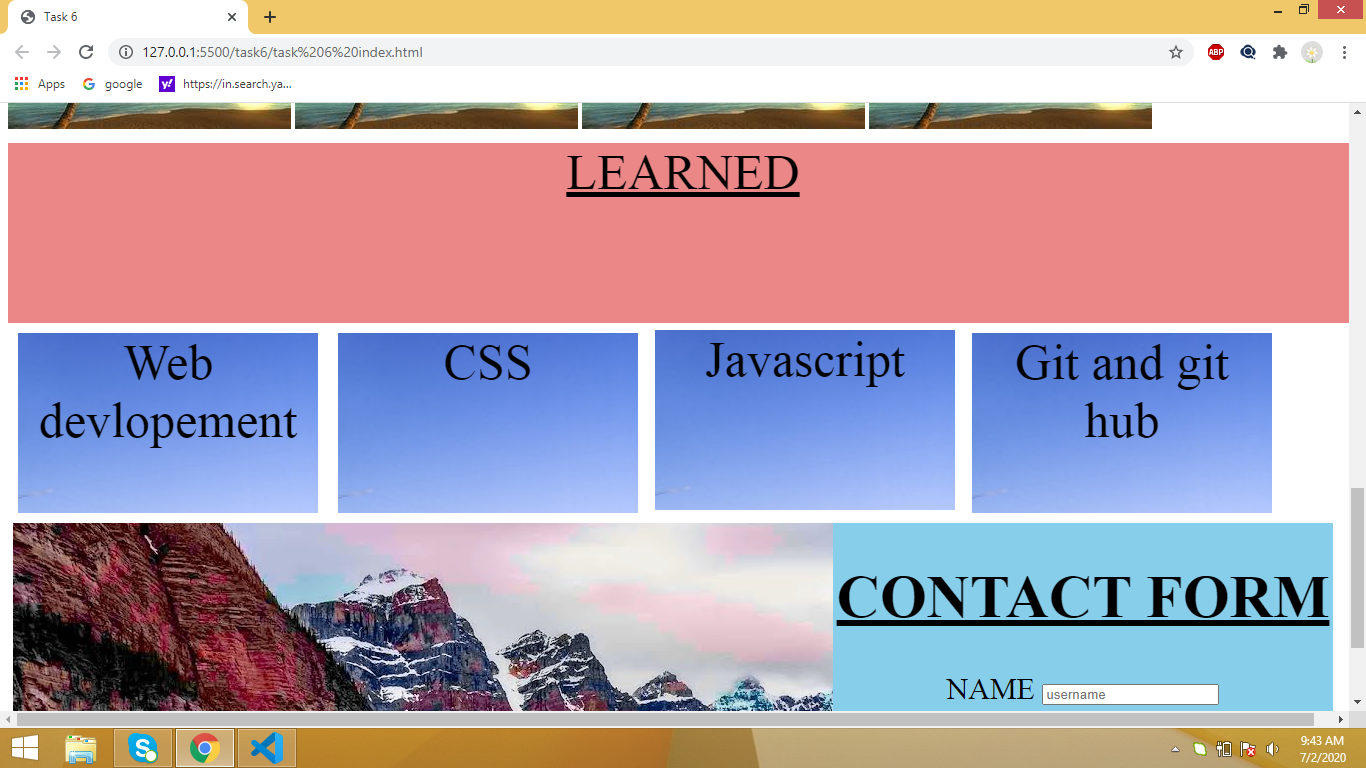 Task 6
127.0.0.1:5500/task6/task%206%20index.html
ABP
Apps google https://in.search.ya...
LEARNED
Web
devlopement
CSS
Javascript
Git and git
hub
CONTACT FORM
NAME username
9:43 AM
7/2/2020